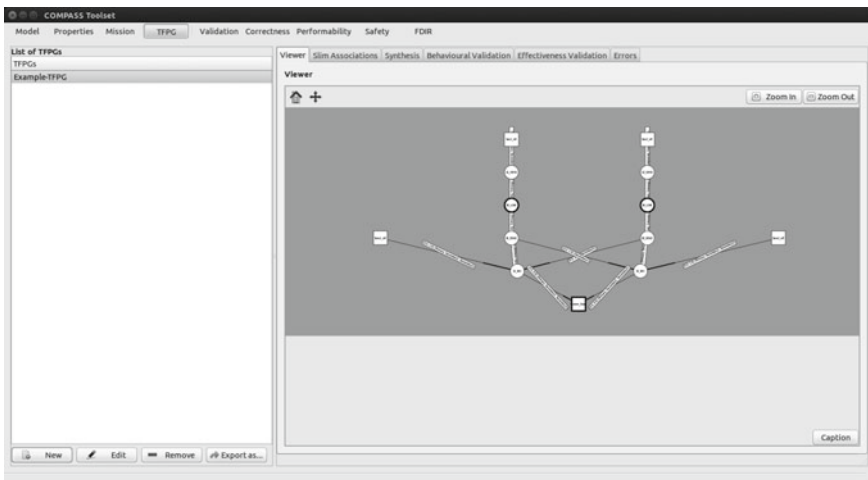 COMPASS Toolset
Model Properties Mission TFPG Validation Correctness Performability Safety FDIR
List of TFPGs
TFPGs
Example-TFPG
Viewer Slim Associations Synthesis Behavioural Validation Effectiveness Validation Errors
Viewer
Zoom In Zoom Out
Caption
New Edit Remove Export as...